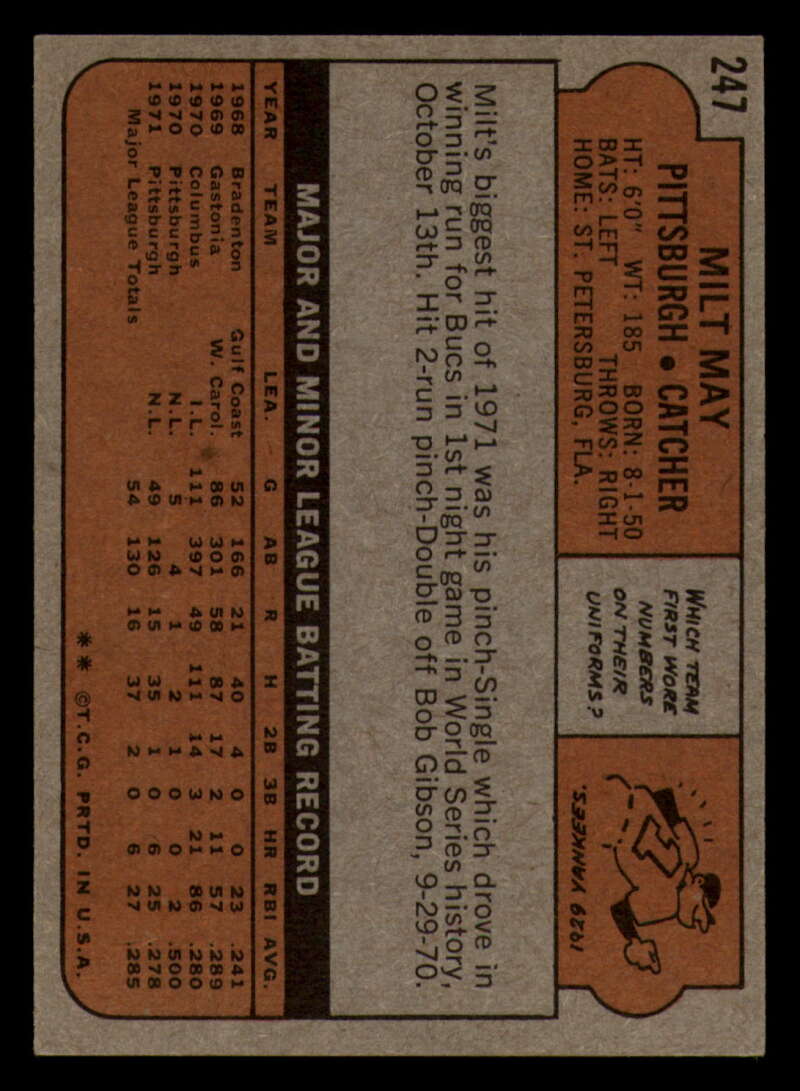 247
MILT MAY
PITTSBURGH • CATCHER
HT: 6'0" WT: 185 BORN: 8-1-50
BATS: LEFT THROWS: RIGHT
HOME: ST. PETERSBURG, FLA.
WHICH TEAM
FIRST WORE
NUMBERS
ON THEIR
UNIFORMS?
1929 YANKEES.
Milt's biggest hit of 1971 was his pinch-Single which drove in
winning run for Bucs in 1st night game in World Series history,
October 13th. Hit 2-run pinch-Double off Bob Gibson, 9-29-70.
MAJOR AND MINOR LEAGUE BATTING RECORD
YEAR TEAM LEA. G AB R H 2B 3B HR RBI AVG.
1968 Bradenton Gulf Coast 52 166 21 40 4 0 0 23 .241
1969 Gastonia W. Carol. 86 301 58 87 17 2 11 57 .289
1970 Columbus I.L. 111 397 49 111 14 3 21 86 .280
1970 Pittsburgh N.L. 5 4 1 2 1 0 0 2 .500
1971 Pittsburgh N.L. 49 126 15 35 1 0 6 25 .278
Major League Totals 54 130 16 37 2 0 6 27 .285
** ©T.C.G. PRTD. IN U.S.A.